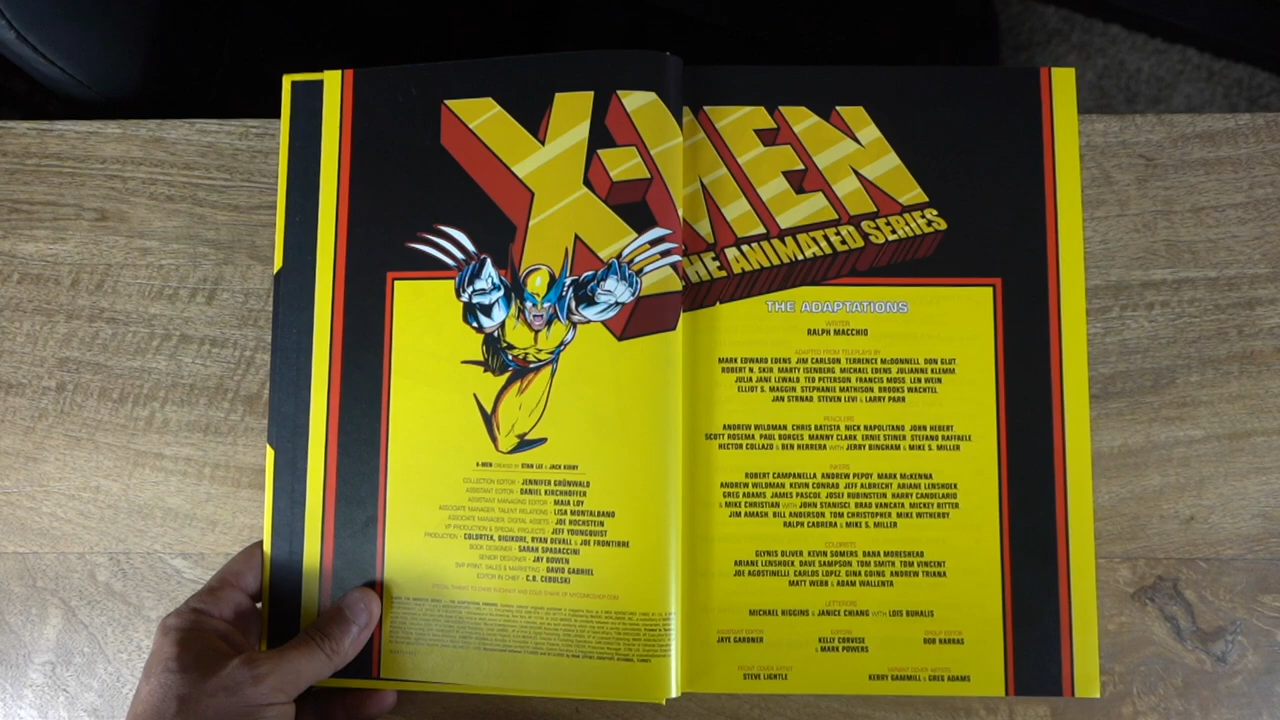 X-MEN
THE ANIMATED SERIES
X-MEN CREATED BY STAN LEE & JACK KIRBY
COLLECTION EDITOR • JENNIFER GRÜNWALD
ASSISTANT EDITOR • DANIEL KIRCHHOFFER
ASSISTANT MANAGING EDITOR • MAIA LOY
ASSOCIATE MANAGER, TALENT RELATIONS • LISA MONTALBANO
ASSOCIATE MANAGER, DIGITAL ASSETS • JOE HOCHSTEIN
VP PRODUCTION & SPECIAL PROJECTS • JEFF YOUNGQUIST
PRODUCTION • COLORTEK, BIGIKORE, RYAN DEVALL & JOE FRONTIRRE
BOOK DESIGNER • SARAH SPADACCINI
SENIOR DESIGNER • JAY BOWEN
SVP PRINT, SALES & MARKETING • DAVID GABRIEL
EDITOR IN CHIEF • C.B. CEBULSKI
THE ADAPTATIONS
WRITER
RALPH MACCHIO
ADAPTED FROM TELEPLAYS BY
MARK EDWARD EDENS, JIM CARLSON, TERRENCE McDONNELL, DON GLUT,
ROBERT N. SKIR, MARTY ISENBERG, MICHAEL EDENS, JULIANNE KLEMM,
JULIA JANE LEWALD, TED PETERSON, FRANCIS MOSS, LEN WEIN,
ELLIOT S. MAGGIN, STEPHANIE MATHISON, BROOKS WACHTEL,
JAN STRNAD, STEVEN LEVI & LARRY PARR
PENCILERS
ANDREW WILDMAN, CHRIS BATISTA, NICK NAPOLITANO, JOHN HEBERT,
SCOTT ROSEMA, PAUL BORGES, MANNY CLARK, ERNIE STINER, STEFANO RAFFAELE,
HECTOR COLLAZO & BEN HERRERA WITH JERRY BINGHAM & MIKE S. MILLER
INKERS
ROBERT CAMPANELLA, ANDREW PEPOY, MARK McKENNA,
ANDREW WILDMAN, KEVIN CONRAD, JEFF ALBRECHT, ARIANE LENSHOEK,
GREG ADAMS, JAMES PASCOE, JOSEF RUBINSTEIN, HARRY CANDELARIO
& MIKE CHRISTIAN WITH JOHN STANISCI, BRAD VANCATA, MICKEY RITTER,
JIM AMASH, BILL ANDERSON, TOM CHRISTOPHER, MIKE WITHERBY,
RALPH CABRERA & MIKE S. MILLER
COLORISTS
GLYNIS OLIVER, KEVIN SOMERS, DANA MORESHEAD,
ARIANE LENSHOEK, DAVE SAMPSON, TOM SMITH, TOM VINCENT,
JOE AGOSTINELLI, CARLOS LOPEZ, GINA GOING, ANDREW TRIANA,
MATT WEBB & ADAM WALLENTA
LETTERERS
MICHAEL HIGGINS & JANICE CHIANG WITH LOIS BUHALIS
ASSISTANT EDITOR
JAYE GARDNER
EDITORS
KELLY CORVESE
& MARK POWERS
GROUP EDITOR
BOB HARRAS
FRONT COVER ARTIST
STEVE LIGHTLE
VARIANT COVER ARTISTS
KERRY GAMMILL & GREG ADAMS